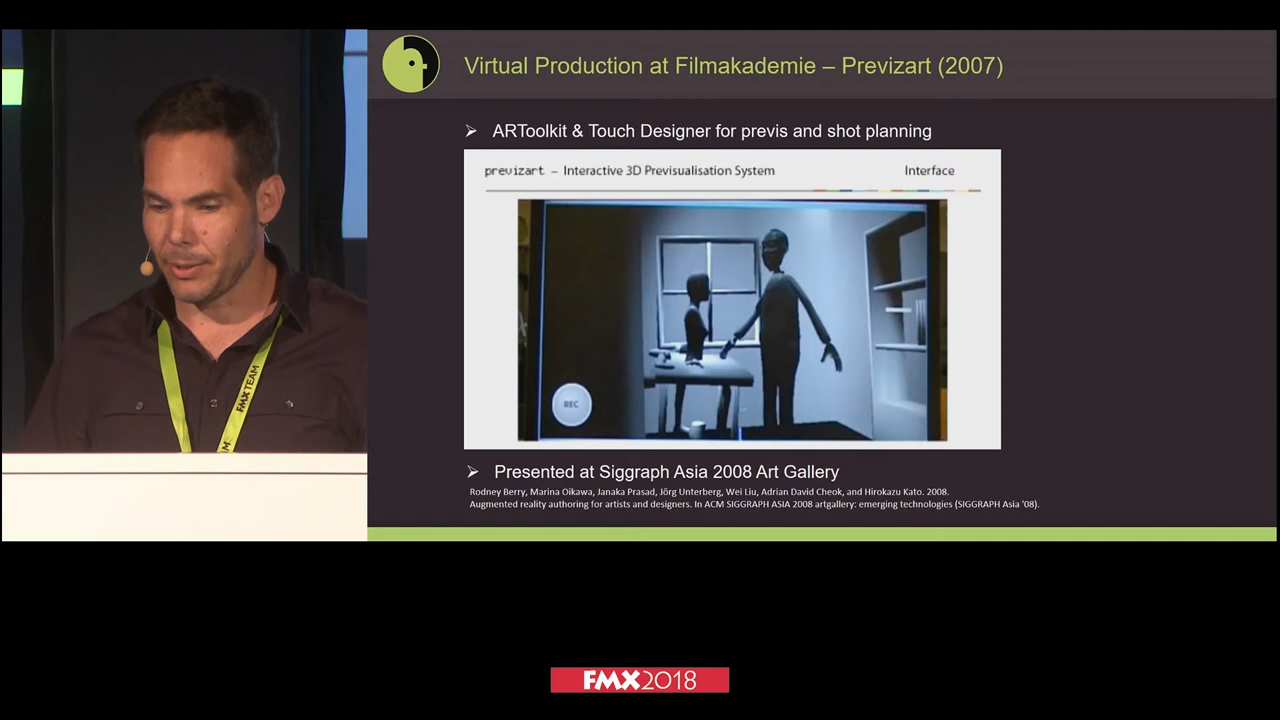 Virtual Production at Filmakademie – Previzart (2007)
➢ ARToolkit & Touch Designer for previs and shot planning
previzart – Interactive 3D Previsualisation System
Interface
REC
➢ Presented at Siggraph Asia 2008 Art Gallery
Rodney Berry, Marina Oikawa, Janaka Prasad, Jörg Unterberg, Wei Liu, Adrian David Cheok, and Hirokazu Kato. 2008.
Augmented reality authoring for artists and designers. In ACM SIGGRAPH ASIA 2008 artgallery: emerging technologies (SIGGRAPH Asia '08).
FMX TEAM
FMX2018